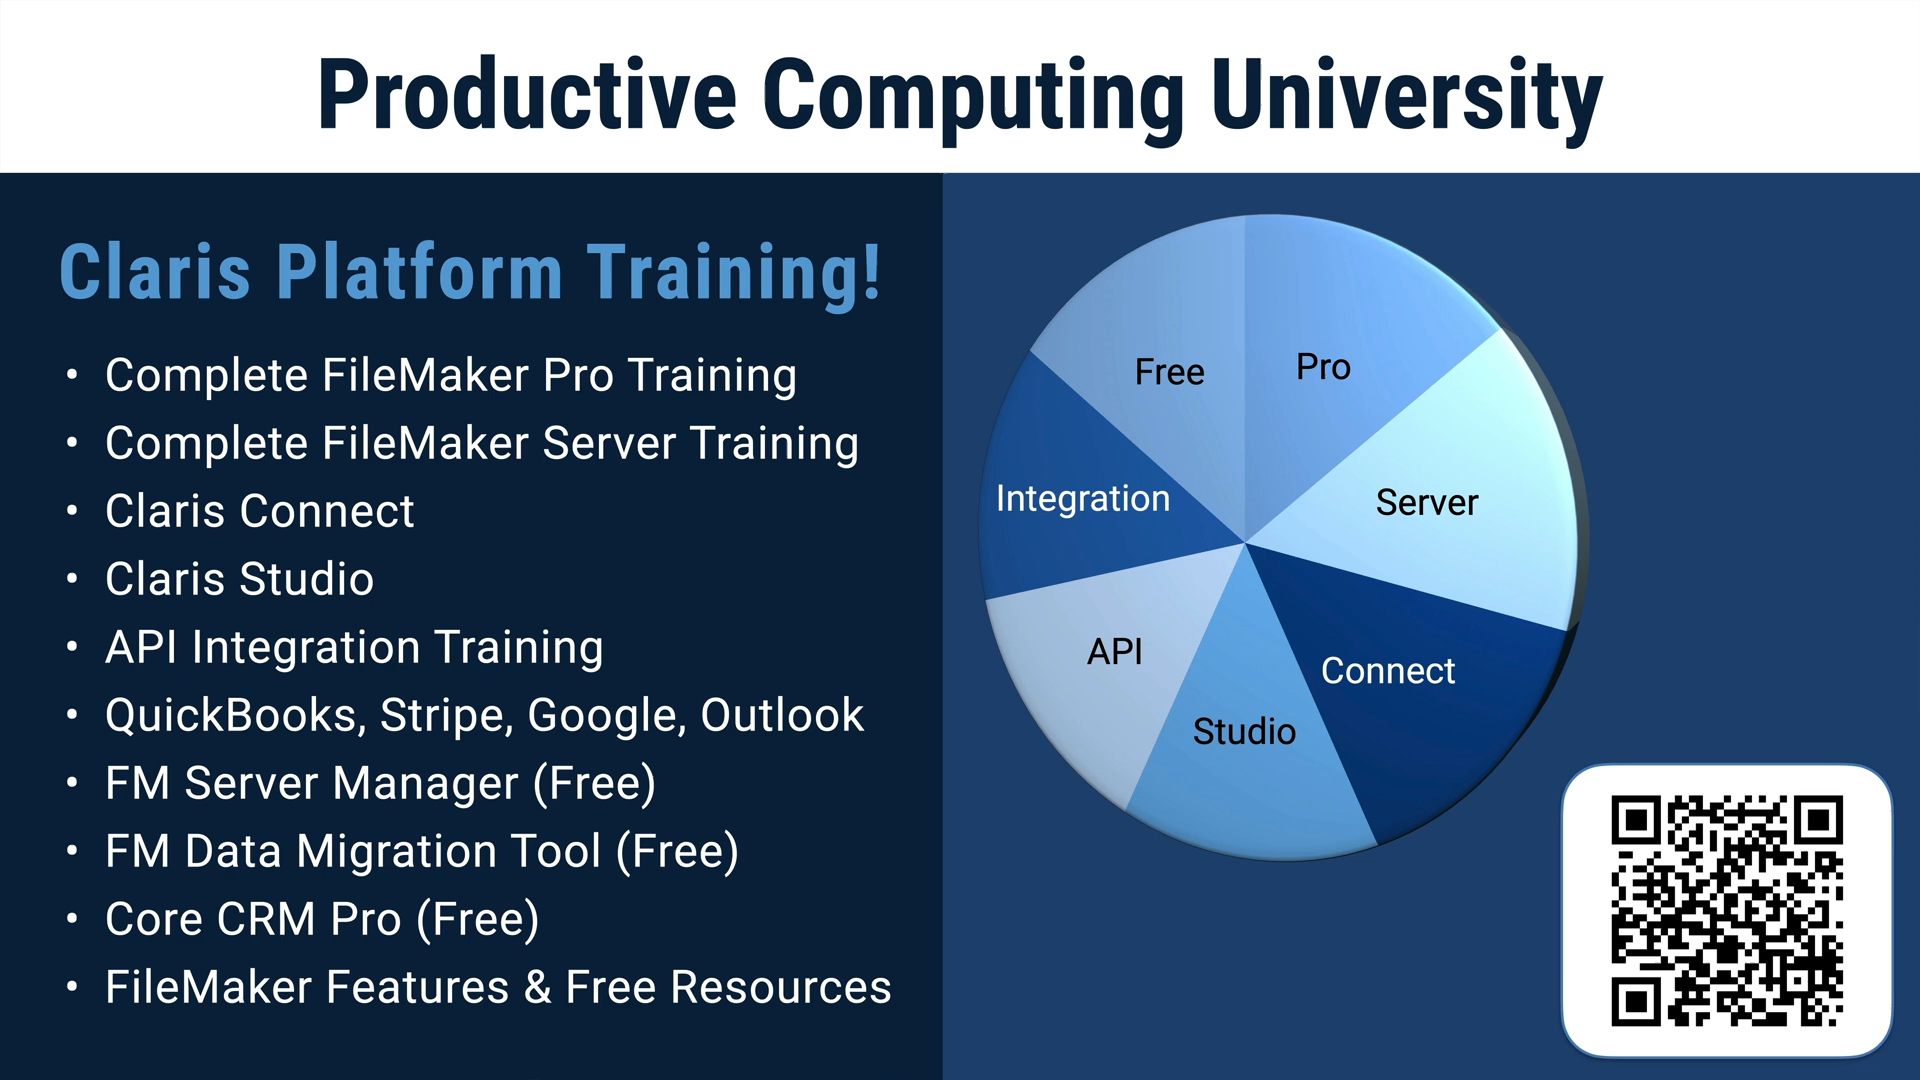 Productive Computing University
Claris Platform Training!
• Complete FileMaker Pro Training
• Complete FileMaker Server Training
• Claris Connect
• Claris Studio
• API Integration Training
• QuickBooks, Stripe, Google, Outlook
• FM Server Manager (Free)
• FM Data Migration Tool (Free)
• Core CRM Pro (Free)
• FileMaker Features & Free Resources
Free
Pro
Integration
Server
API
Connect
Studio